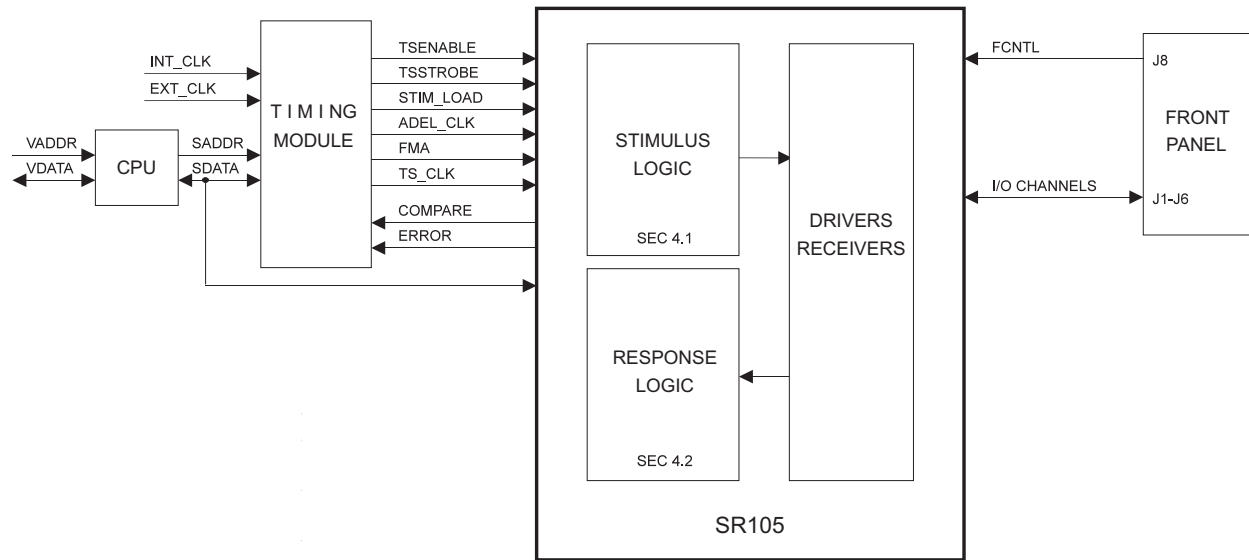 INT_CLK
EXT_CLK
VADDR
VDATA
CPU
SADDR
SDATA
T I M I NG
MODULE
TSENABLE
TSSTROBE
STIM_LOAD
ADEL_CLK
FMA
TS_CLK
COMPARE
ERROR
STIMULUS
LOGIC
SEC 4.1
RESPONSE
LOGIC
SEC 4.2
DRIVERS
RECEIVERS
SR105
FCNTL
I/O CHANNELS
J8
FRONT
PANEL
J1-J6